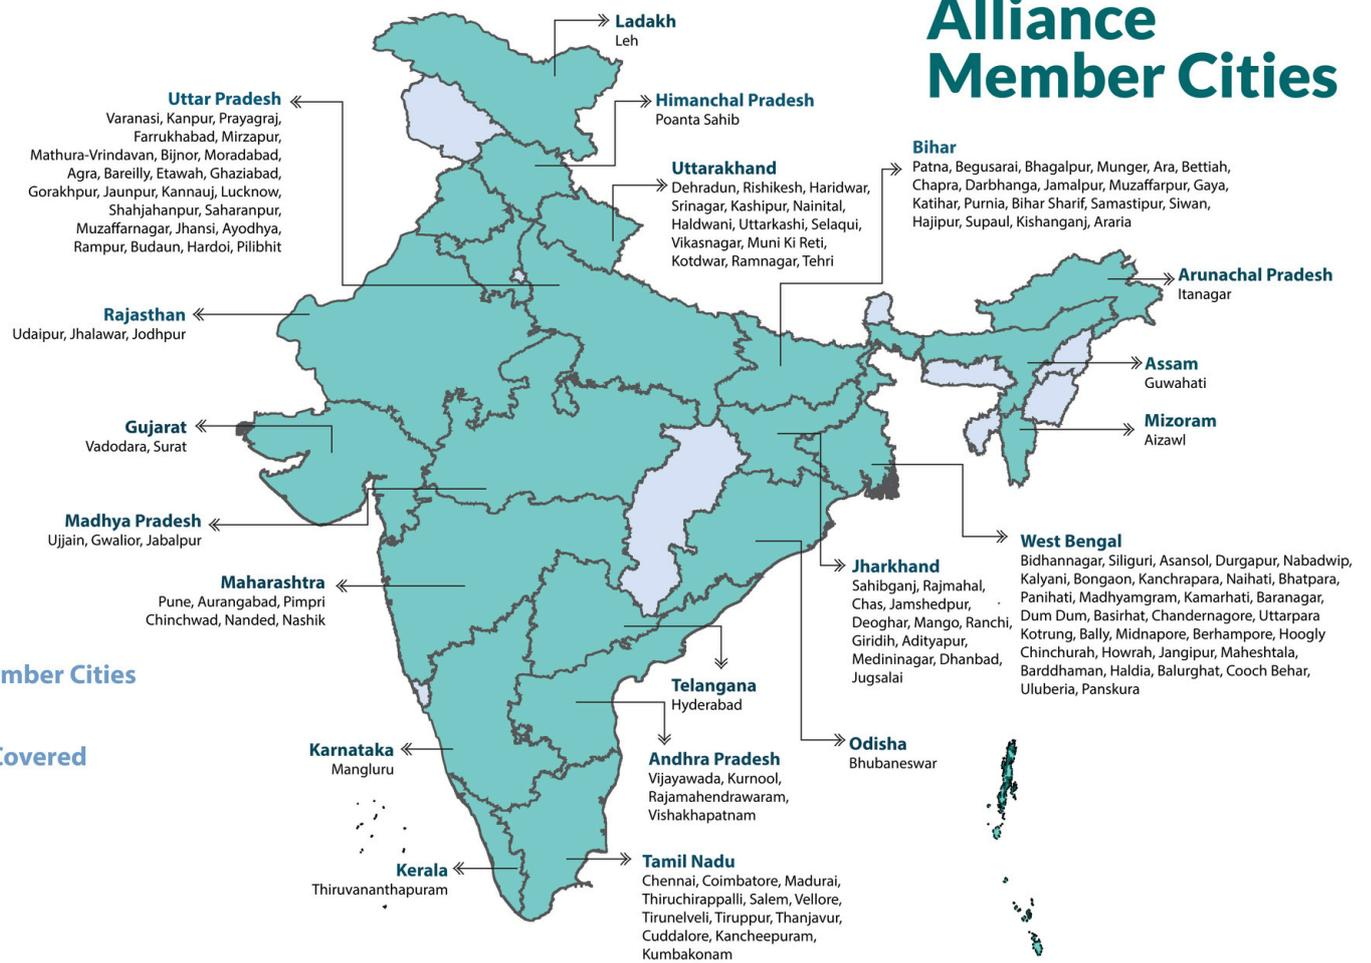 Alliance
Member Cities
Ladakh
Leh
Uttar Pradesh
Varanasi, Kanpur, Prayagraj,
Farrukhabad, Mirzapur,
Mathura-Vrindavan, Bijnor, Moradabad,
Agra, Bareilly, Etawah, Ghaziabad,
Gorakhpur, Jaunpur, Kannauj, Lucknow,
Shahjahanpur, Saharanpur,
Muzaffarnagar, Jhansi, Ayodhya,
Rampur, Budaun, Hardoi, Pilibhit
Himanchal Pradesh
Poanta Sahib
Uttarakhand
Dehradun, Rishikesh, Haridwar,
Srinagar, Kashipur, Nainital,
Haldwani, Uttarkashi, Selaqui,
Vikasnagar, Muni Ki Reti,
Kotdwar, Ramnagar, Tehri
Bihar
Patna, Begusarai, Bhagalpur, Munger, Ara, Bettiah,
Chapra, Darbhanga, Jamalpur, Muzaffarpur, Gaya,
Katihar, Purnia, Bihar Sharif, Samastipur, Siwan,
Hajipur, Supaul, Kishanganj, Araria
Arunachal Pradesh
Itanagar
Rajasthan
Udaipur, Jhalawar, Jodhpur
Assam
Guwahati
Gujarat
Vadodara, Surat
Mizoram
Aizawl
Madhya Pradesh
Ujjain, Gwalior, Jabalpur
Maharashtra
Pune, Aurangabad, Pimpri
Chinchwad, Nanded, Nashik
Jharkhand
Sahibganj, Rajmahal,
Chas, Jamshedpur,
Deoghar, Mango, Ranchi,
Giridih, Adityapur,
Medininagar, Dhanbad,
Jugsalai
West Bengal
Bidhannagar, Siliguri, Asansol, Durgapur, Nabadwip,
Kalyani, Bongaon, Kanchrapara, Naihati, Bhatpara,
Panihati, Madhyamgram, Kamarhati, Baranagar,
Dum Dum, Basirhat, Chandernagore, Uttarpara
Kotrung, Bally, Midnapore, Berhampore, Hoogly
Chinchurah, Howrah, Jangipur, Maheshtala,
Barddhaman, Haldia, Balurghat, Cooch Behar,
Uluberia, Panskura
mber Cities
Telangana
Hyderabad
Covered
Karnataka
Mangluru
Andhra Pradesh
Vijayawada, Kurnool,
Rajamahendrawaram,
Vishakhapatnam
Odisha
Bhubaneswar
Kerala
Thiruvananthapuram
Tamil Nadu
Chennai, Coimbatore, Madurai,
Thiruchirappalli, Salem, Vellore,
Tirunelveli, Tiruppur, Thanjavur,
Cuddalore, Kancheepuram,
Kumbakonam